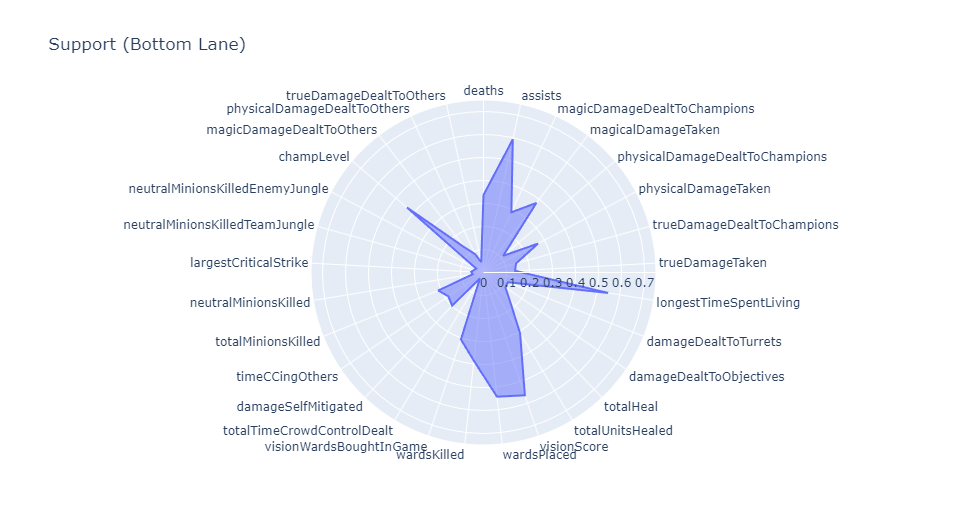 Support (Bottom Lane)
deaths
assists
magicDamageDealtToChampions
magicalDamageTaken
physicalDamageDealtToChampions
physicalDamageTaken
trueDamageDealtToChampions
trueDamageTaken
longestTimeSpentLiving
damageDealtToTurrets
damageDealtToObjectives
totalHeal
totalUnitsHealed
visionScore
wardsPlaced
wardsKilled
visionWardsBoughtInGame
totalTimeCrowdControlDealt
damageSelfMitigated
timeCCingOthers
totalMinionsKilled
neutralMinionsKilled
largestCriticalStrike
neutralMinionsKilledTeamJungle
neutralMinionsKilledEnemyJungle
champLevel
magicDamageDealtToOthers
physicalDamageDealtToOthers
trueDamageDealtToOthers
0 0.1 0.2 0.3 0.4 0.5 0.6 0.7